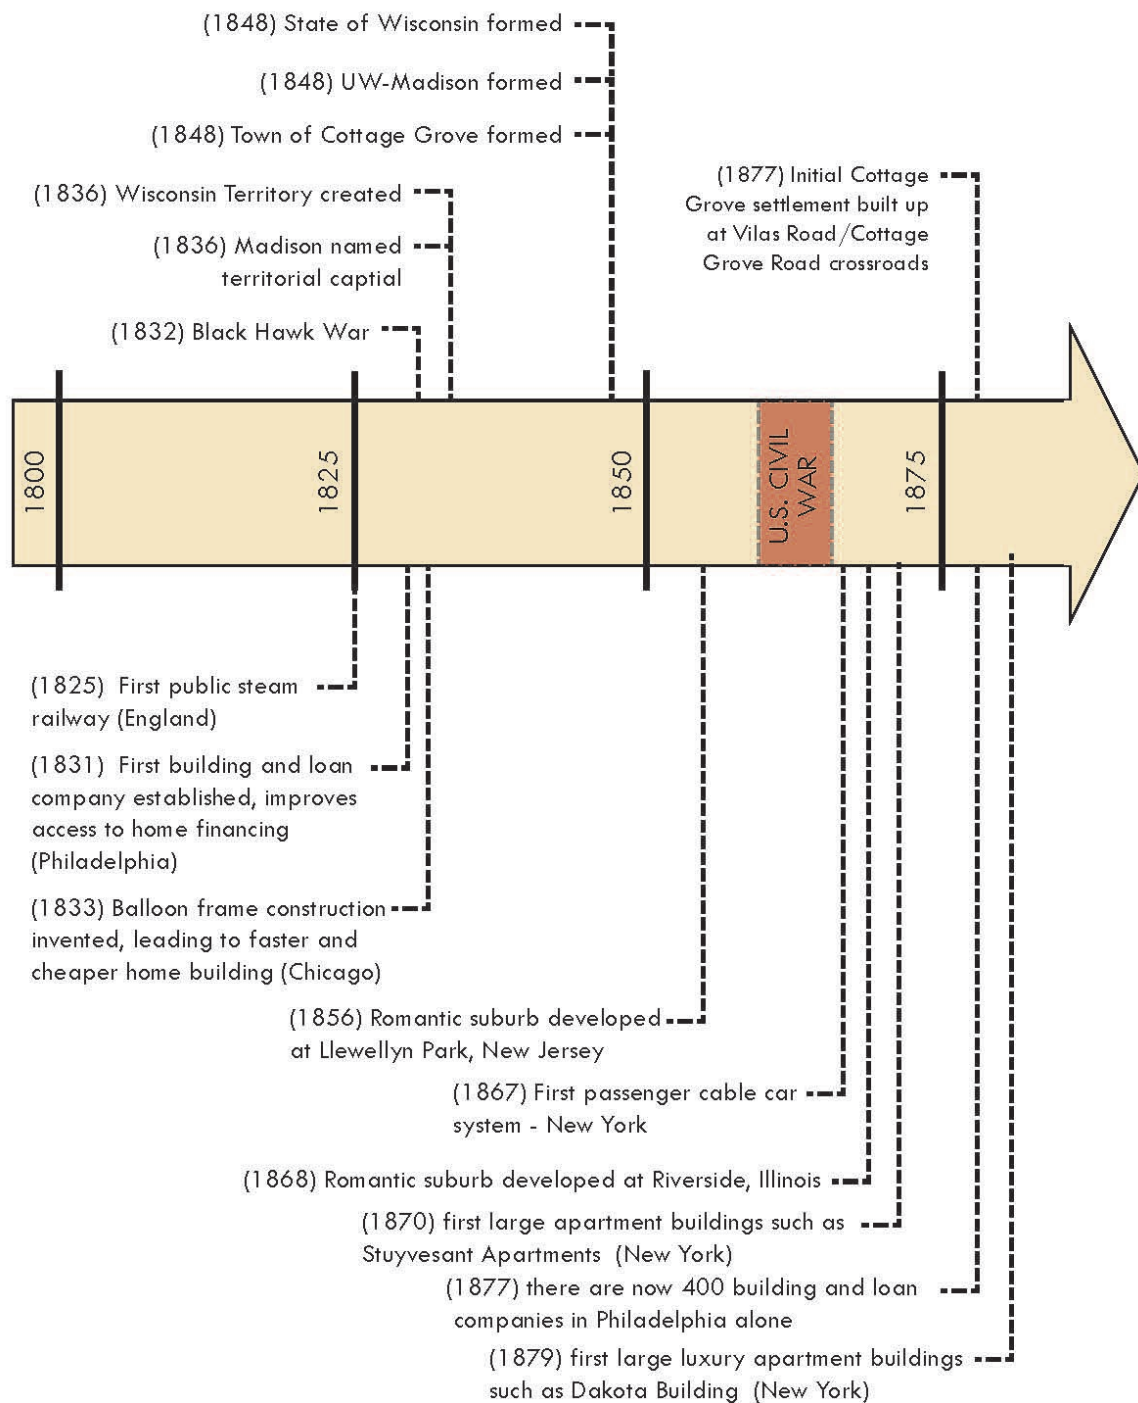 (1848) State of Wisconsin formed
(1848) UW-Madison formed
(1848) Town of Cottage Grove formed
(1836) Wisconsin Territory created
(1836) Madison named
territorial captial
(1832) Black Hawk War
(1877) Initial Cottage
Grove settlement built up
at Vilas Road/Cottage
Grove Road crossroads
1800
1825
1850
U.S. CIVIL
WAR
1875
(1825) First public steam
railway (England)
(1831) First building and loan
company established, improves
access to home financing
(Philadelphia)
(1833) Balloon frame construction
invented, leading to faster and
cheaper home building (Chicago)
(1856) Romantic suburb developed
at Llewellyn Park, New Jersey
(1867) First passenger cable car
system - New York
(1868) Romantic suburb developed at Riverside, Illinois
(1870) first large apartment buildings such as
Stuyvesant Apartments (New York)
(1877) there are now 400 building and loan
companies in Philadelphia alone
(1879) first large luxury apartment buildings
such as Dakota Building (New York)